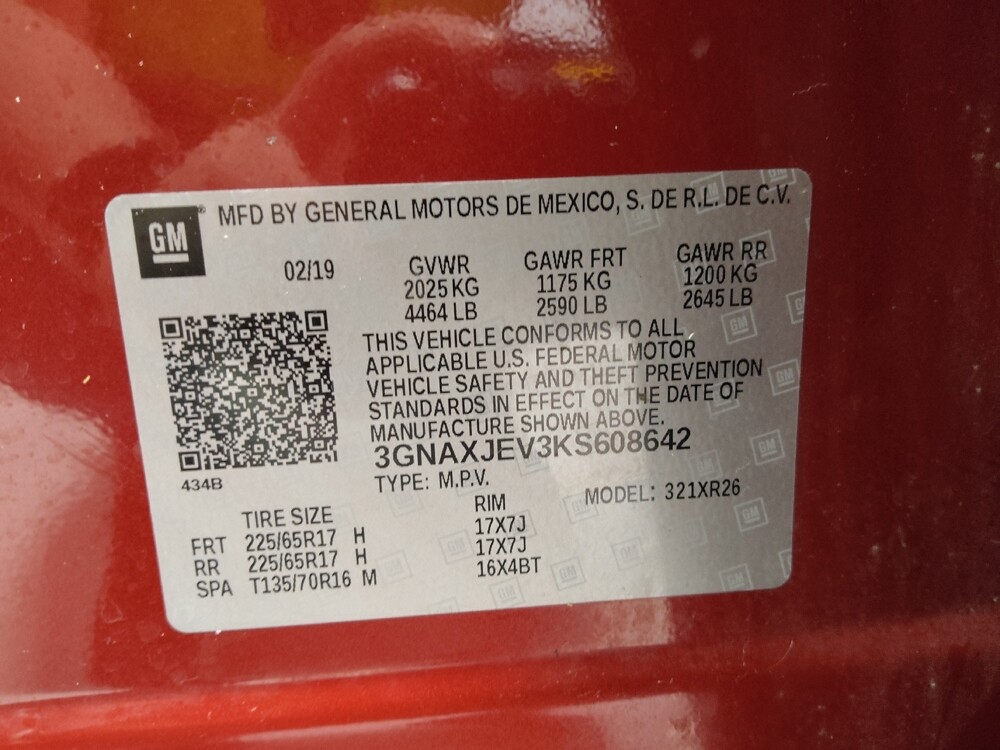 GM® MFD BY GENERAL MOTORS DE MEXICO, S. DE R.L. DE C.V.
02/19 GVWR GAWR FRT GAWR RR
2025 KG 1175 KG 1200 KG
4464 LB 2590 LB 2645 LB
THIS VEHICLE CONFORMS TO ALL
APPLICABLE U.S. FEDERAL MOTOR
VEHICLE SAFETY AND THEFT PREVENTION
STANDARDS IN EFFECT ON THE DATE OF
MANUFACTURE SHOWN ABOVE.
3GNAXJEV3KS608642
434B
TYPE: M.P.V. MODEL: 321XR26
TIRE SIZE RIM
FRT 225/65R17 H 17X7J
RR 225/65R17 H 17X7J
SPA T135/70R16 M 16X4BT